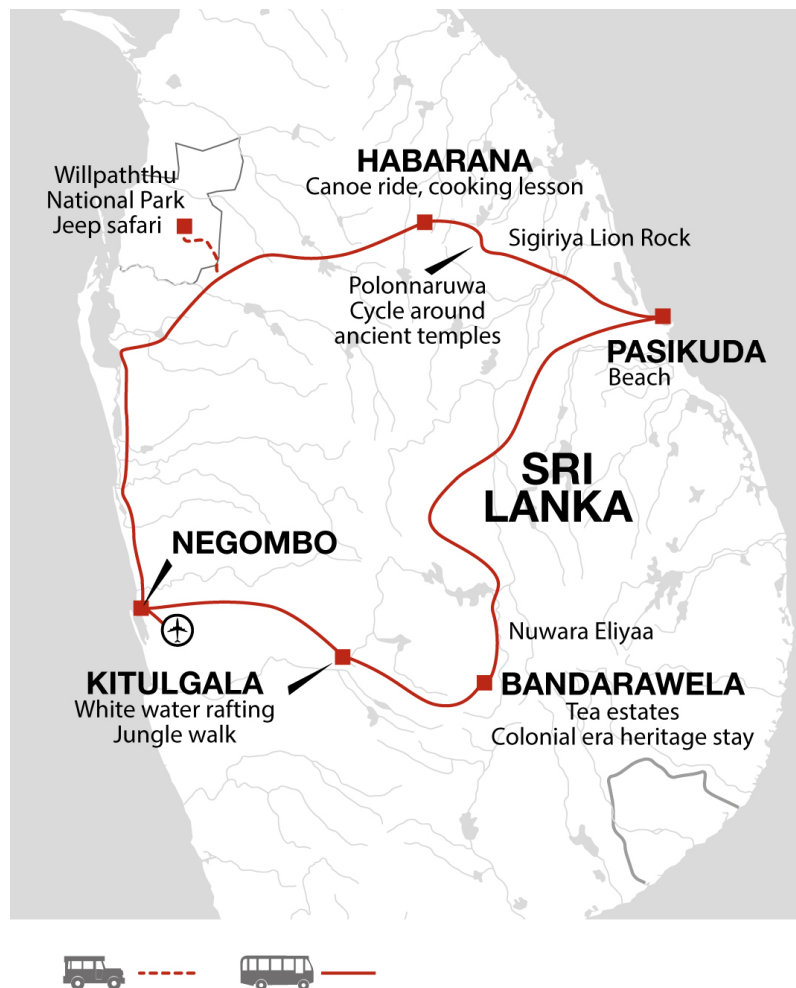 HABARANA
Canoe ride, cooking lesson
Willpaththu
National Park
Jeep safari
Sigiriya Lion Rock
Polonnaruwa
Cycle around
ancient temples
PASIKUDA
Beach
SRI
LANKA
NEGOMBO
Nuwara Eliyaa
KITULGALA
White water rafting
Jungle walk
BANDARAWELA
Tea estates
Colonial era heritage stay